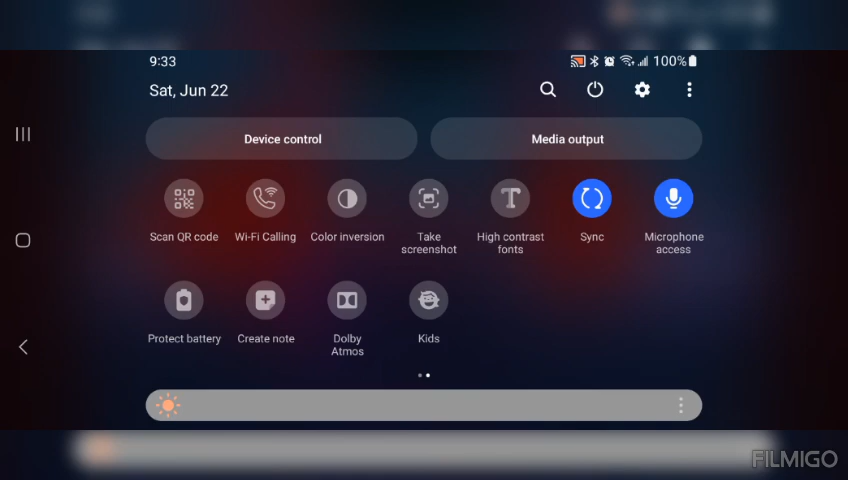 9:33
100%
Sat, Jun 22
Device control
Media output
Scan QR code
Wi-Fi Calling
Color inversion
Take
screenshot
High contrast
fonts
Sync
Microphone
access
Protect battery
Create note
Dolby
Atmos
Kids
FILMIGO